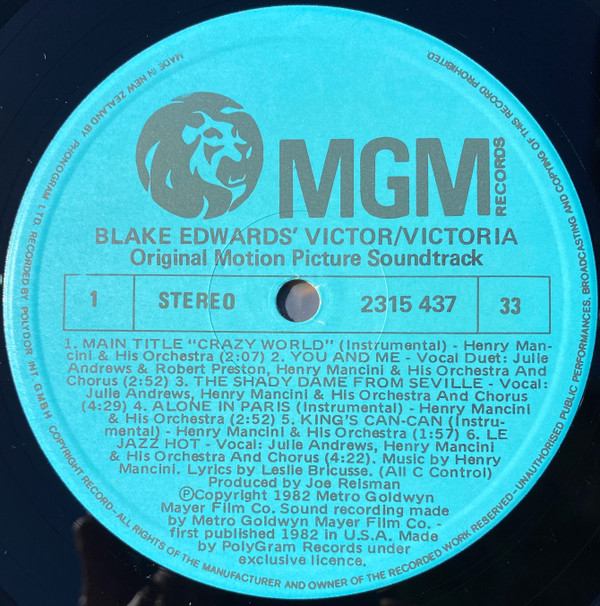 MGM
RECORDS
BLAKE EDWARDS' VICTOR/VICTORIA
Original Motion Picture Soundtrack
1 STEREO 2315 437 33
1. MAIN TITLE "CRAZY WORLD" (Instrumental) - Henry Man-
cini & His Orchestra (2:07) 2. YOU AND ME - Vocal Duet: Julie
Andrews & Robert Preston, Henry Mancini & His Orchestra And
Chorus (2:52) 3. THE SHADY DAME FROM SEVILLE - Vocal:
Julie Andrews, Henry Mancini & His Orchestra And Chorus
(4:29) 4. ALONE IN PARIS (Instrumental) - Henry Mancini
& His Orchestra (2:52) 5. KING'S CAN-CAN (Instru-
mental) - Henry Mancini & His Orchestra (1:57) 6. LE
JAZZ HOT - Vocal: Julie Andrews, Henry Mancini
& His Orchestra And Chorus (4:22). Music by Henry
Mancini. Lyrics by Leslie Bricusse. (All C Control)
Produced by Joe Reisman
ⓅCopyright 1982 Metro Goldwyn
Mayer Film Co. Sound recording made
by Metro Goldwyn Mayer Film Co. -
first published 1982 in U.S.A. Made
by PolyGram Records under
exclusive licence.
MADE IN NEW ZEALAND BY PHONOGRAM LTD. RECORDED BY POLYDOR INT. GMBH COPYRIGHT RECORD - ALL RIGHTS OF THE MANUFACTURER AND OWNER OF THE RECORDED WORK RESERVED - UNAUTHORISED PUBLIC PERFORMANCES, BROADCASTING AND COPYING OF THIS RECORD PROHIBITED.